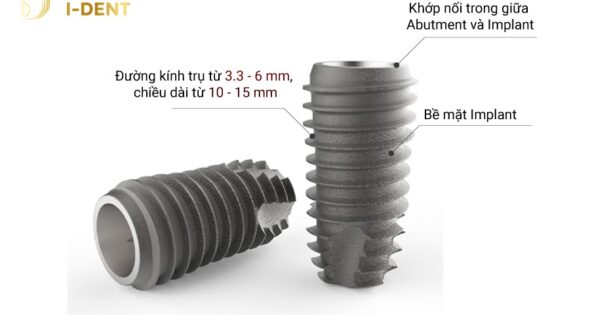 I-DENT
Khớp nối trong giữa
Abutment và Implant
Đường kính trụ từ 3.3 - 6 mm,
chiều dài từ 10 - 15 mm
Bề mặt Implant